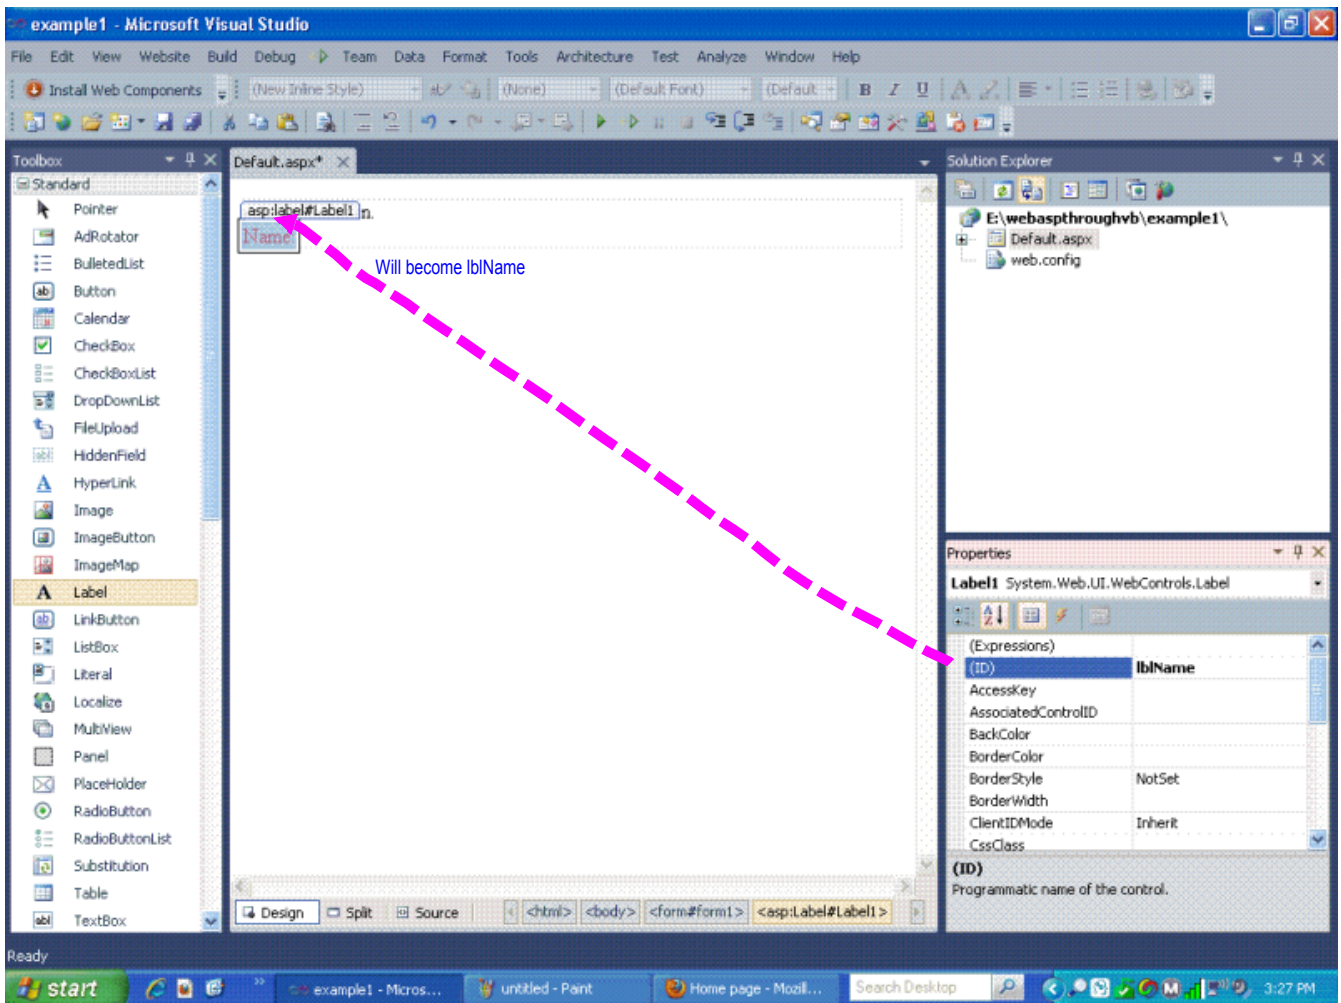 example1 - Microsoft Visual Studio
File Edit View Website Build Debug Team Data Format Tools Architecture Test Analyze Window Help
Install Web Components (New Inline Style) (None) (Default Font) (Default B I U
Toolbox
Standard
Pointer
AdRotator
BulletedList
Button
Calendar
CheckBox
CheckBoxList
DropDownList
FileUpload
HiddenField
HyperLink
Image
ImageButton
ImageMap
Label
LinkButton
ListBox
Literal
Localize
MultiView
Panel
PlaceHolder
RadioButton
RadioButtonList
Substitution
Table
TextBox
Default.aspx*
asp:label#Label1 n.
Name
Will become lblName
Design Split Source <html> <body> <form#form1> <asp:Label#Label1>
Solution Explorer
E:\webaspthroughvb\example1\
Default.aspx
web.config
Properties
Label1 System.Web.UI.WebControls.Label
(Expressions)
(ID) lblName
AccessKey
AssociatedControlID
BackColor
BorderColor
BorderStyle NotSet
BorderWidth
ClientIDMode Inherit
CssClass
(ID)
Programmatic name of the control.
Ready
start example1 - Micros... untitled - Paint Home page - Mozill... Search Desktop 3:27 PM